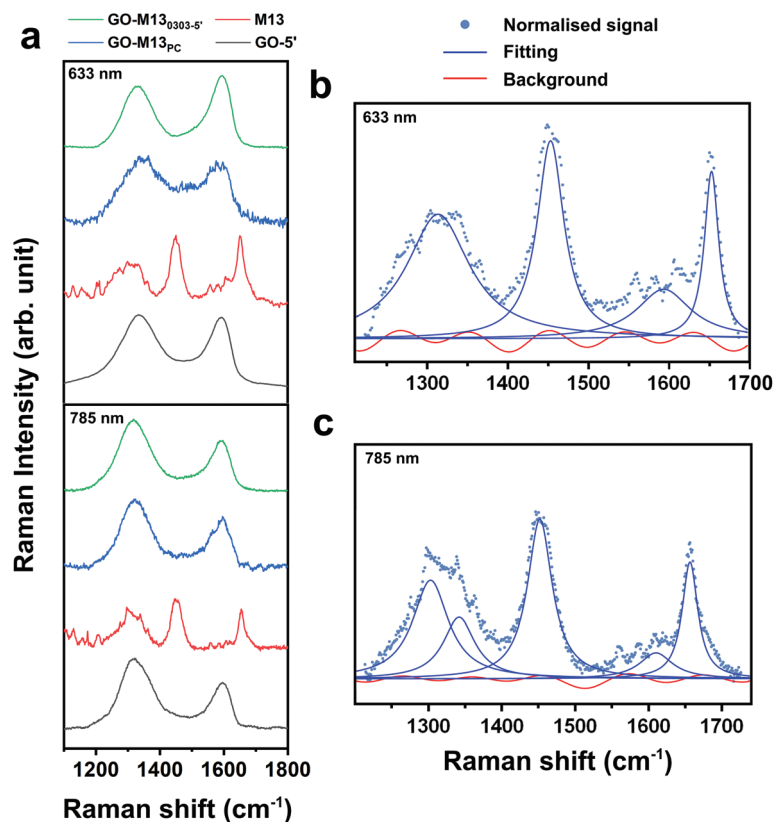 a
GO-M13₀₃₀₃₋₅' M13
GO-M13PC GO-5'
633 nm
785 nm
Raman Intensity (arb. unit)
1200 1400 1600 1800
Raman shift (cm⁻¹)
Normalised signal
Fitting
Background
b
633 nm
1300 1400 1500 1600 1700
c
785 nm
1300 1400 1500 1600 1700
Raman shift (cm⁻¹)